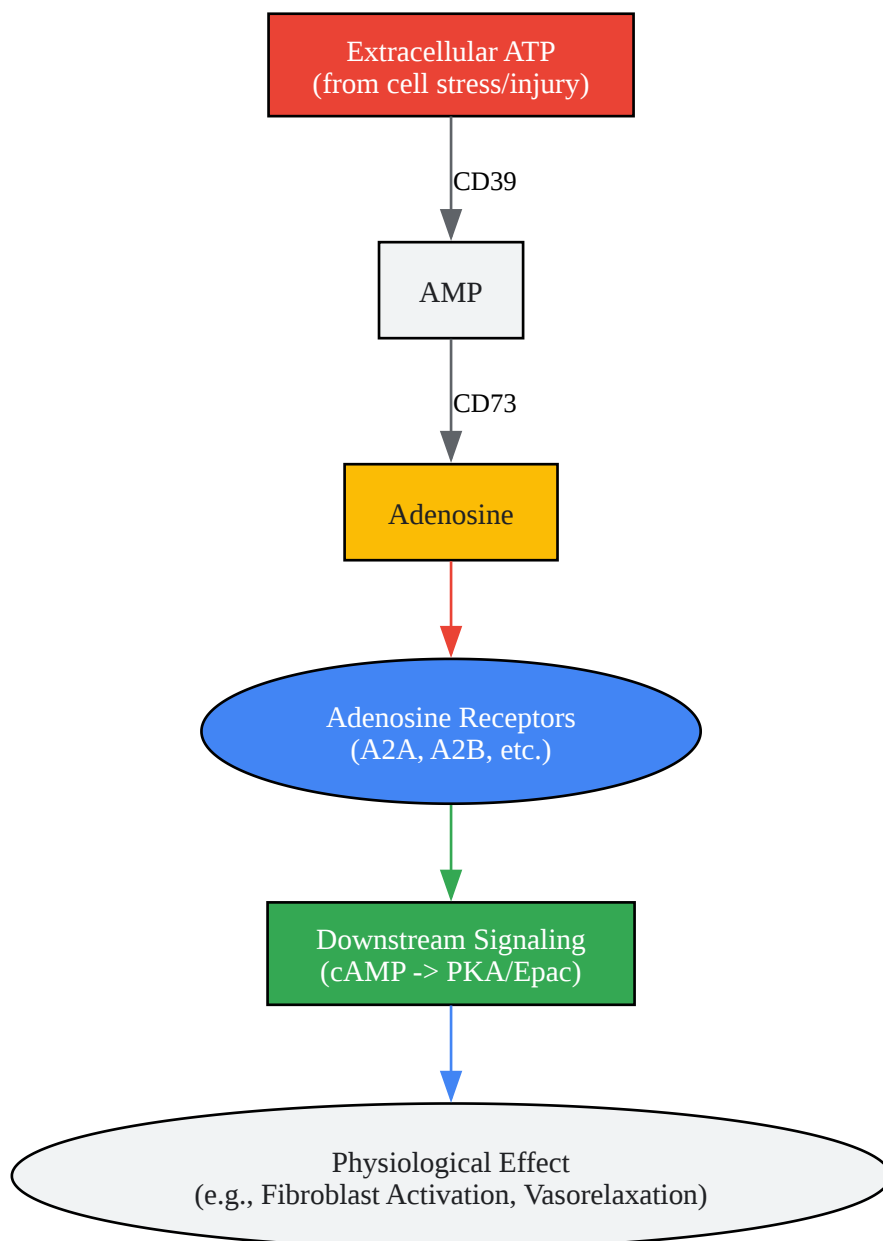 Extracellular ATP
(from cell stress/injury)
CD39
AMP
CD73
Adenosine
Adenosine Receptors
(A2A, A2B, etc.)
Downstream Signaling
(cAMP -> PKA/Epac)
Physiological Effect
(e.g., Fibroblast Activation, Vasorelaxation)